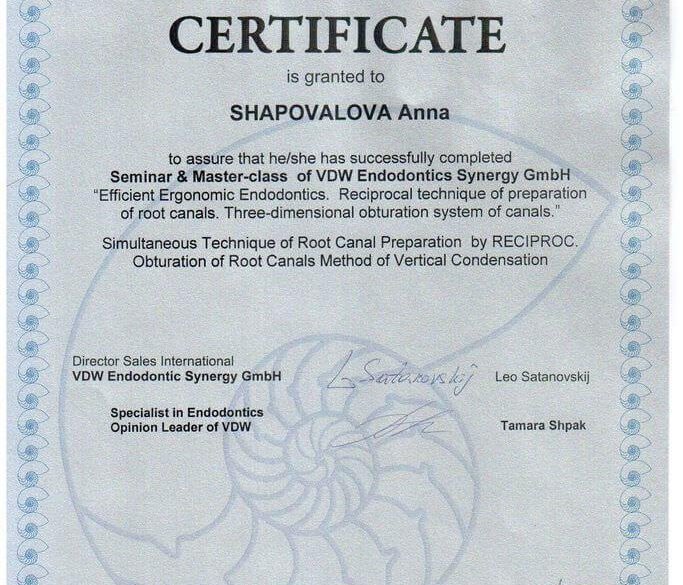 CERTIFICATE
is granted to
SHAPOVALOVA Anna
to assure that he/she has successfully completed
Seminar & Master-class of VDW Endodontics Synergy GmbH
“Efficient Ergonomic Endodontics. Reciprocal technique of preparation
of root canals. Three-dimensional obturation system of canals.”
Simultaneous Technique of Root Canal Preparation by RECIPROC.
Obturation of Root Canals Method of Vertical Condensation
Director Sales International
VDW Endodontic Synergy GmbH L Satanovskij Leo Satanovskij
Specialist in Endodontics
Opinion Leader of VDW Tamara Shpak